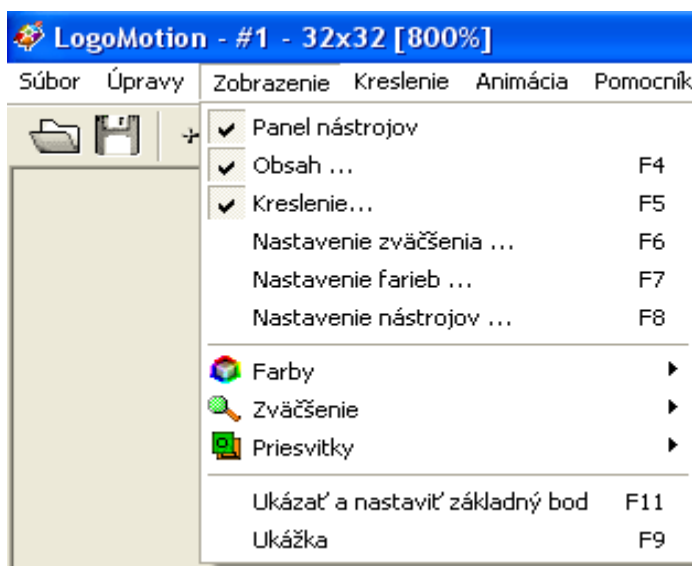 LogoMotion - #1 - 32x32 [800%]
Súbor Úpravy Zobrazenie Kreslenie Animácia Pomocník
Panel nástrojov
Obsah ... F4
Kreslenie... F5
Nastavenie zväčšenia ... F6
Nastavenie farieb ... F7
Nastavenie nástrojov ... F8
Farby
Zväčšenie
Priesvitky
Ukázať a nastaviť základný bod F11
Ukážka F9